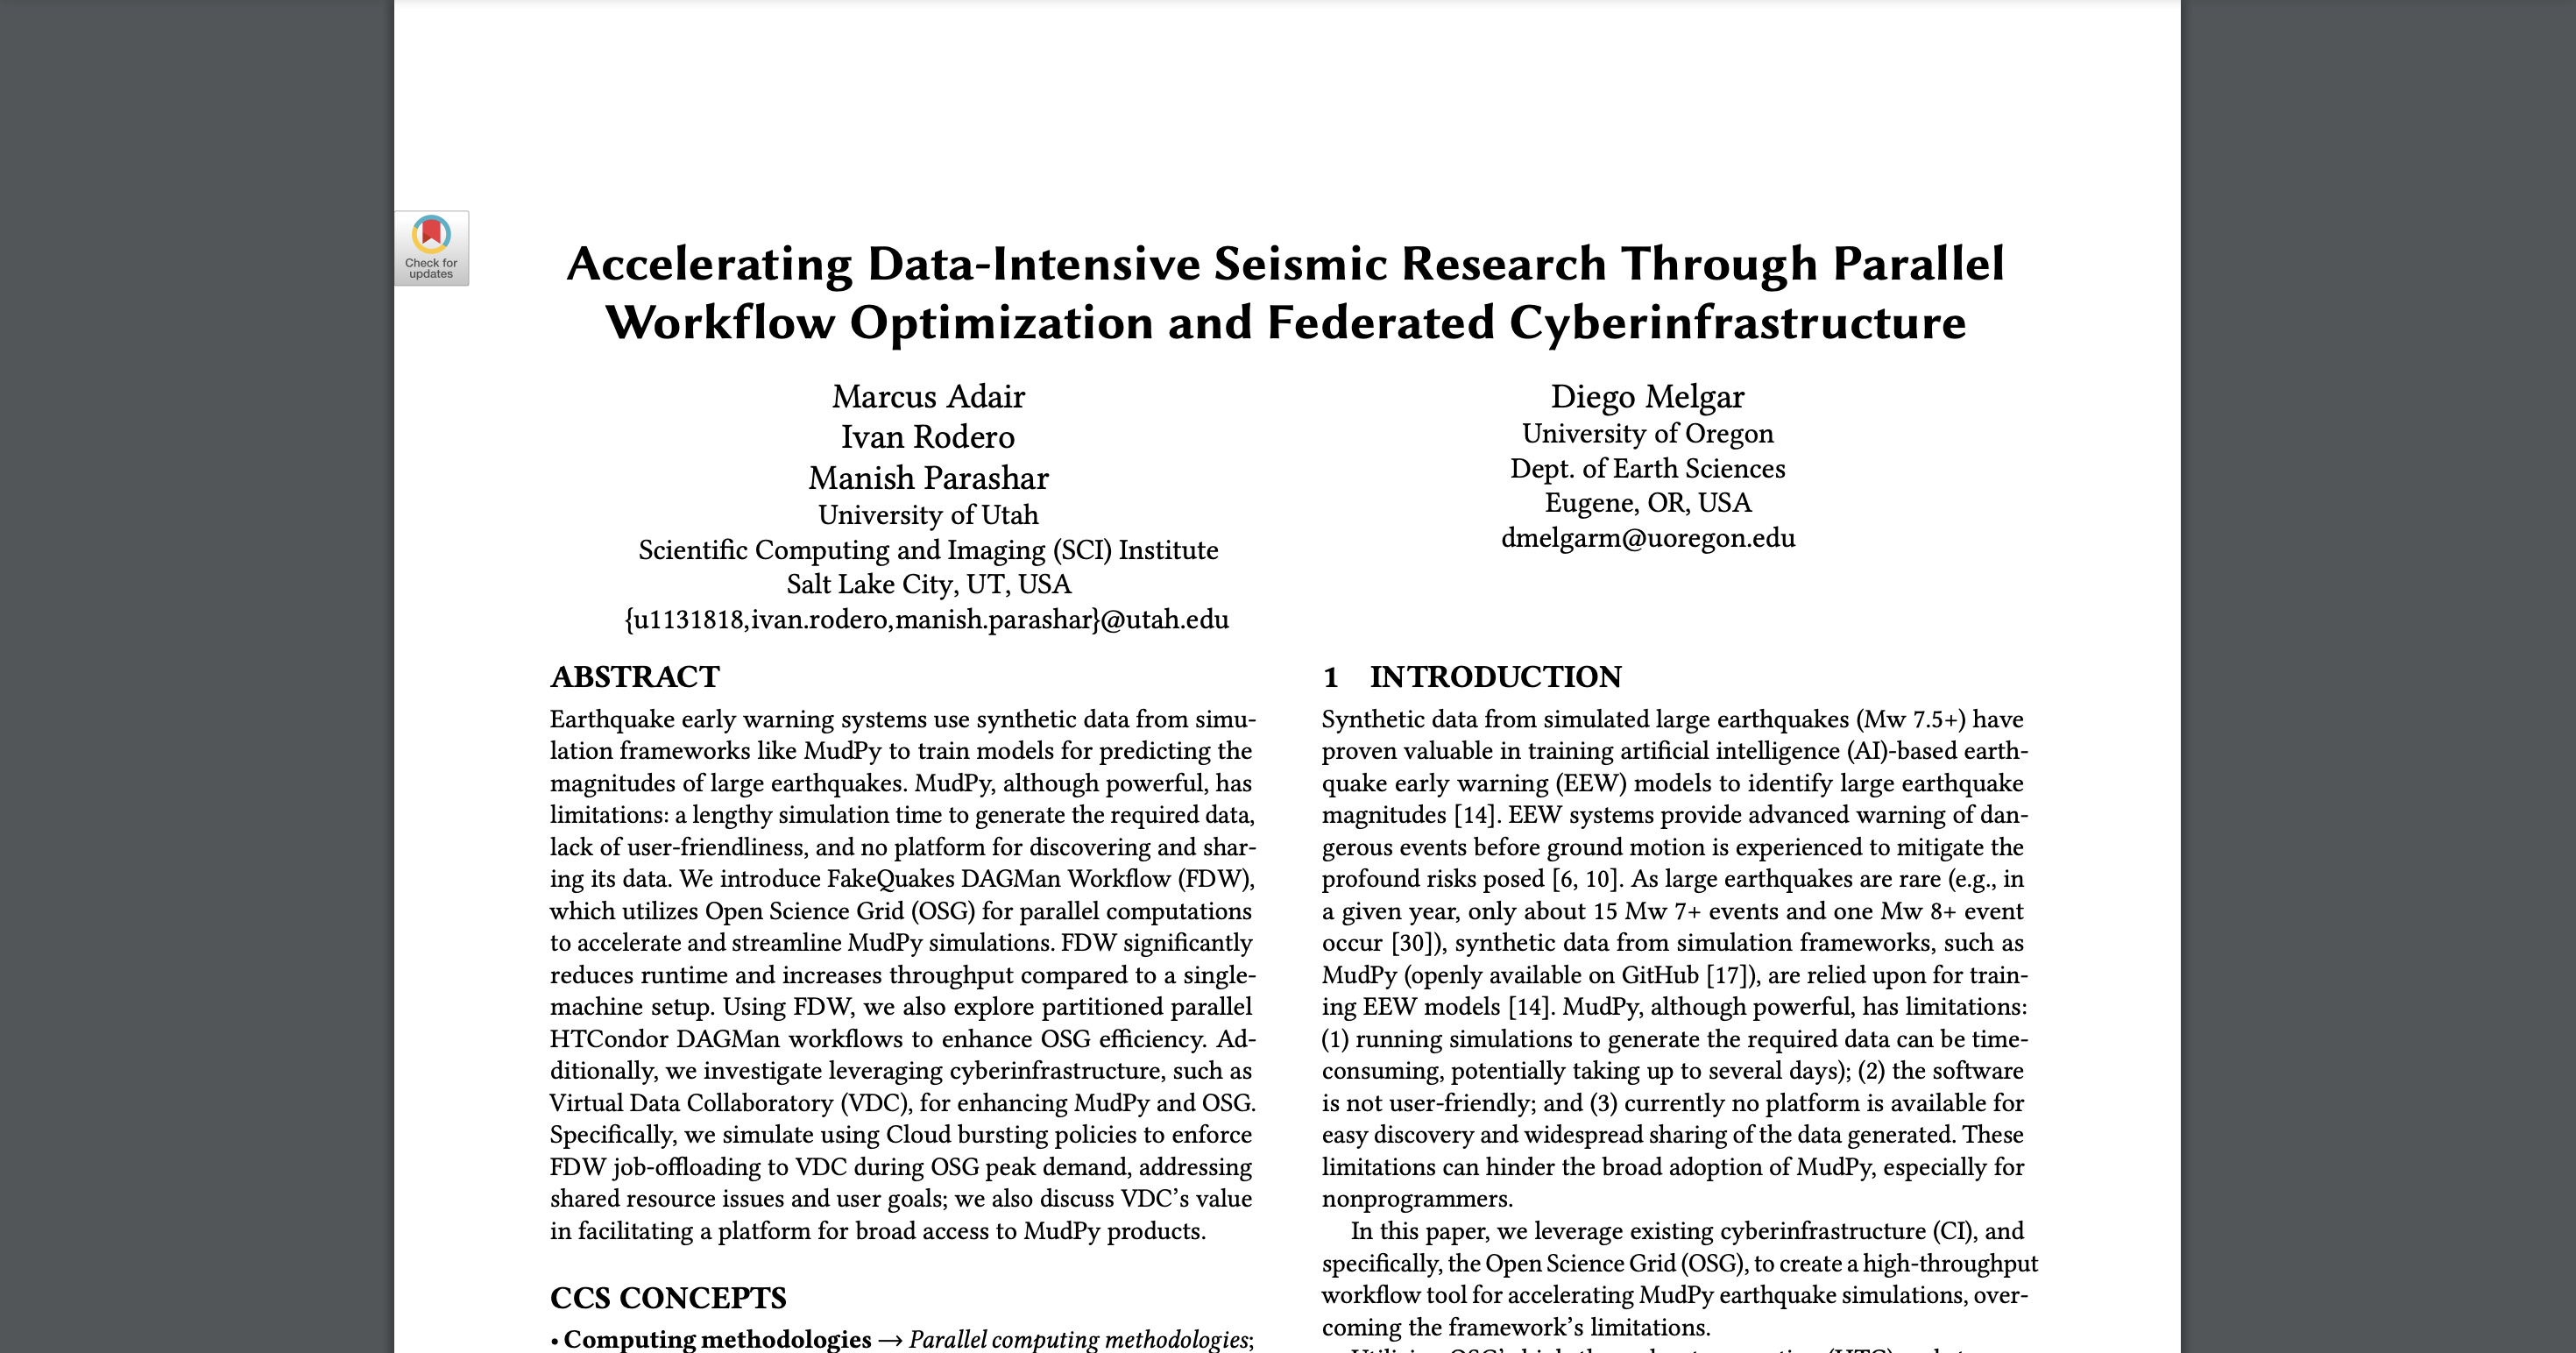 Check for
updates
Accelerating Data-Intensive Seismic Research Through Parallel
Workflow Optimization and Federated Cyberinfrastructure
Marcus Adair
Ivan Rodero
Manish Parashar
University of Utah
Scientific Computing and Imaging (SCI) Institute
Salt Lake City, UT, USA
{u1131818,ivan.rodero,manish.parashar}@utah.edu
Diego Melgar
University of Oregon
Dept. of Earth Sciences
Eugene, OR, USA
dmelgarm@uoregon.edu
ABSTRACT
Earthquake early warning systems use synthetic data from simu-
lation frameworks like MudPy to train models for predicting the
magnitudes of large earthquakes. MudPy, although powerful, has
limitations: a lengthy simulation time to generate the required data,
lack of user-friendliness, and no platform for discovering and shar-
ing its data. We introduce FakeQuakes DAGMan Workflow (FDW),
which utilizes Open Science Grid (OSG) for parallel computations
to accelerate and streamline MudPy simulations. FDW significantly
reduces runtime and increases throughput compared to a single-
machine setup. Using FDW, we also explore partitioned parallel
HTCondor DAGMan workflows to enhance OSG efficiency. Ad-
ditionally, we investigate leveraging cyberinfrastructure, such as
Virtual Data Collaboratory (VDC), for enhancing MudPy and OSG.
Specifically, we simulate using Cloud bursting policies to enforce
FDW job-offloading to VDC during OSG peak demand, addressing
shared resource issues and user goals; we also discuss VDC's value
in facilitating a platform for broad access to MudPy products.
CCS CONCEPTS
• Computing methodologies → Parallel computing methodologies;
1 INTRODUCTION
Synthetic data from simulated large earthquakes (Mw 7.5+) have
proven valuable in training artificial intelligence (AI)-based earth-
quake early warning (EEW) models to identify large earthquake
magnitudes [14]. EEW systems provide advanced warning of dan-
gerous events before ground motion is experienced to mitigate the
profound risks posed [6, 10]. As large earthquakes are rare (e.g., in
a given year, only about 15 Mw 7+ events and one Mw 8+ event
occur [30]), synthetic data from simulation frameworks, such as
MudPy (openly available on GitHub [17]), are relied upon for train-
ing EEW models [14]. MudPy, although powerful, has limitations:
(1) running simulations to generate the required data can be time-
consuming, potentially taking up to several days); (2) the software
is not user-friendly; and (3) currently no platform is available for
easy discovery and widespread sharing of the data generated. These
limitations can hinder the broad adoption of MudPy, especially for
nonprogrammers.
In this paper, we leverage existing cyberinfrastructure (CI), and
specifically, the Open Science Grid (OSG), to create a high-throughput
workflow tool for accelerating MudPy earthquake simulations, over-
coming the framework's limitations.